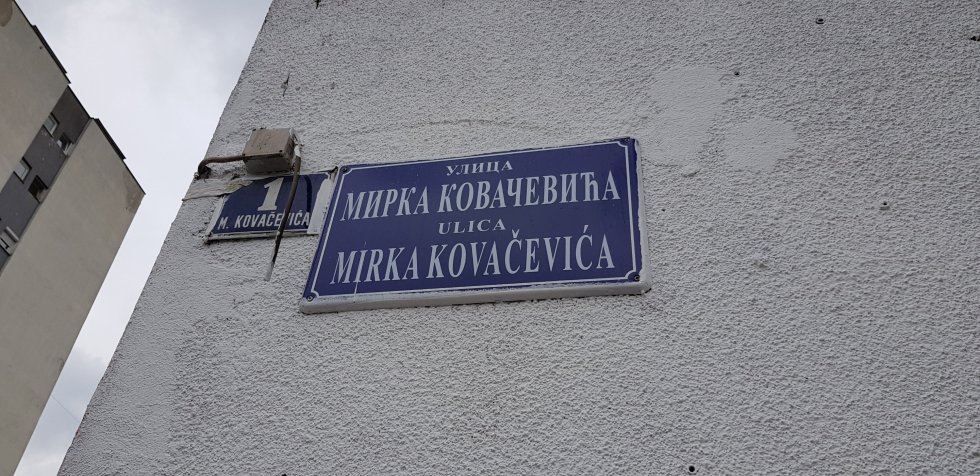 1
M. KOVAČEVIĆA
УЛИЦА
МИРКА КОВАЧЕВИЋА
ULICA
MIRKA KOVAČEVIĆA